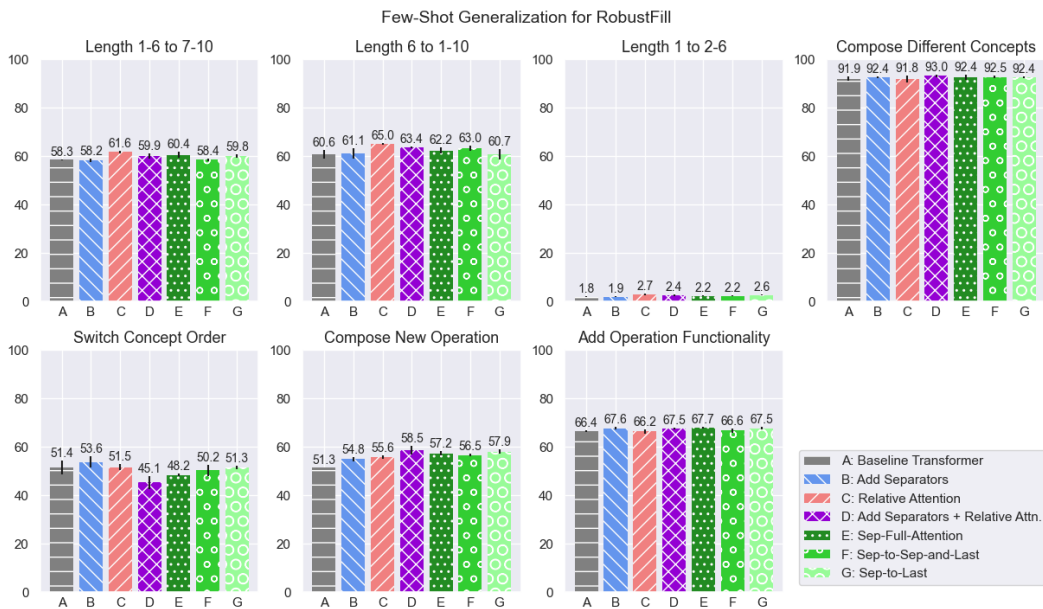 Few-Shot Generalization for RobustFill
Length 1-6 to 7-10
100
80
60
40
20
0
58.3 58.2 61.6 59.9 60.4 58.4 59.8
A B C D E F G
Length 6 to 1-10
100
80
60
40
20
0
60.6 61.1 65.0 63.4 62.2 63.0 60.7
A B C D E F G
Length 1 to 2-6
100
80
60
40
20
0
1.8 1.9 2.7 2.4 2.2 2.2 2.6
A B C D E F G
Compose Different Concepts
100
80
60
40
20
0
91.9 92.4 91.8 93.0 92.4 92.5 92.4
A B C D E F G
Switch Concept Order
100
80
60
40
20
0
51.4 53.6 51.5 45.1 48.2 50.2 51.3
A B C D E F G
Compose New Operation
100
80
60
40
20
0
51.3 54.8 55.6 58.5 57.2 56.5 57.9
A B C D E F G
Add Operation Functionality
100
80
60
40
20
0
66.4 67.6 66.2 67.5 67.7 66.6 67.5
A B C D E F G
A: Baseline Transformer
B: Add Separators
C: Relative Attention
D: Add Separators + Relative Attn.
E: Sep-Full-Attention
F: Sep-to-Sep-and-Last
G: Sep-to-Last